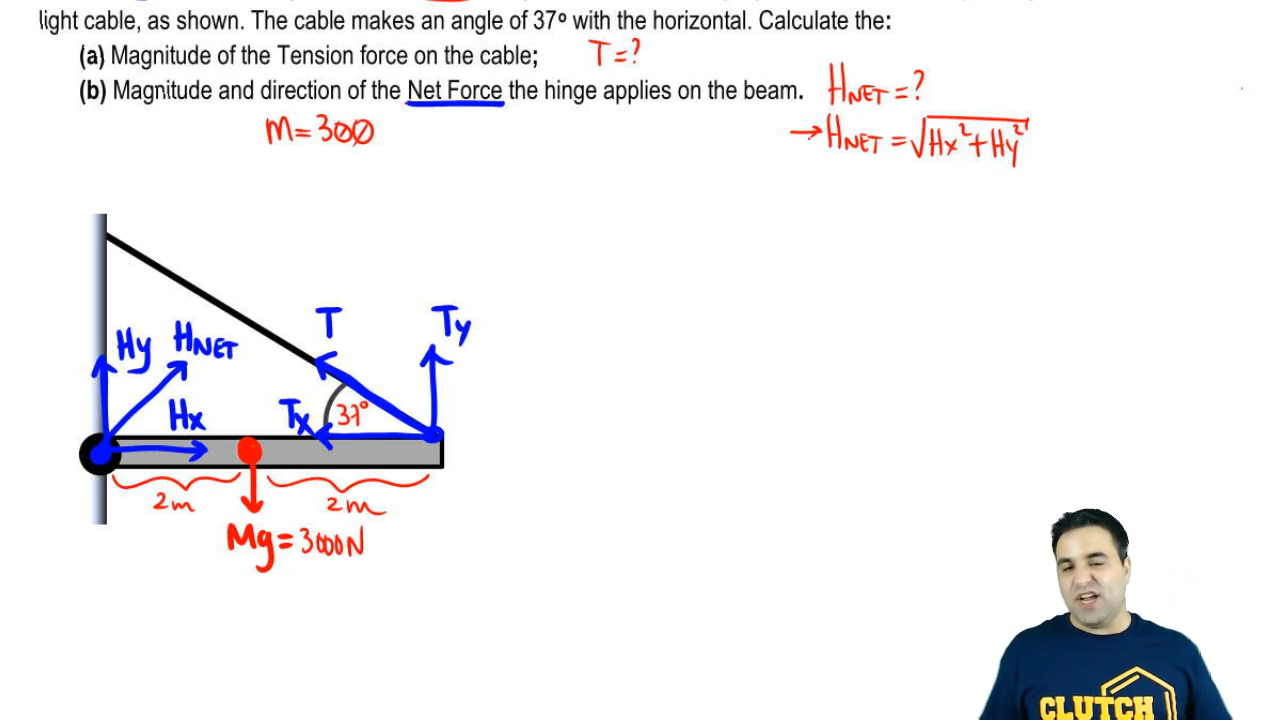 light cable, as shown. The cable makes an angle of 37º with the horizontal. Calculate the:
(a) Magnitude of the Tension force on the cable; T=?
(b) Magnitude and direction of the Net Force the hinge applies on the beam. HNET=?
m=300
→HNET=√Hx²+Hy²
T
Ty
Hy
HNET
Hx
Tx
37°
2m
2m
Mg=3000N
CLUTCH